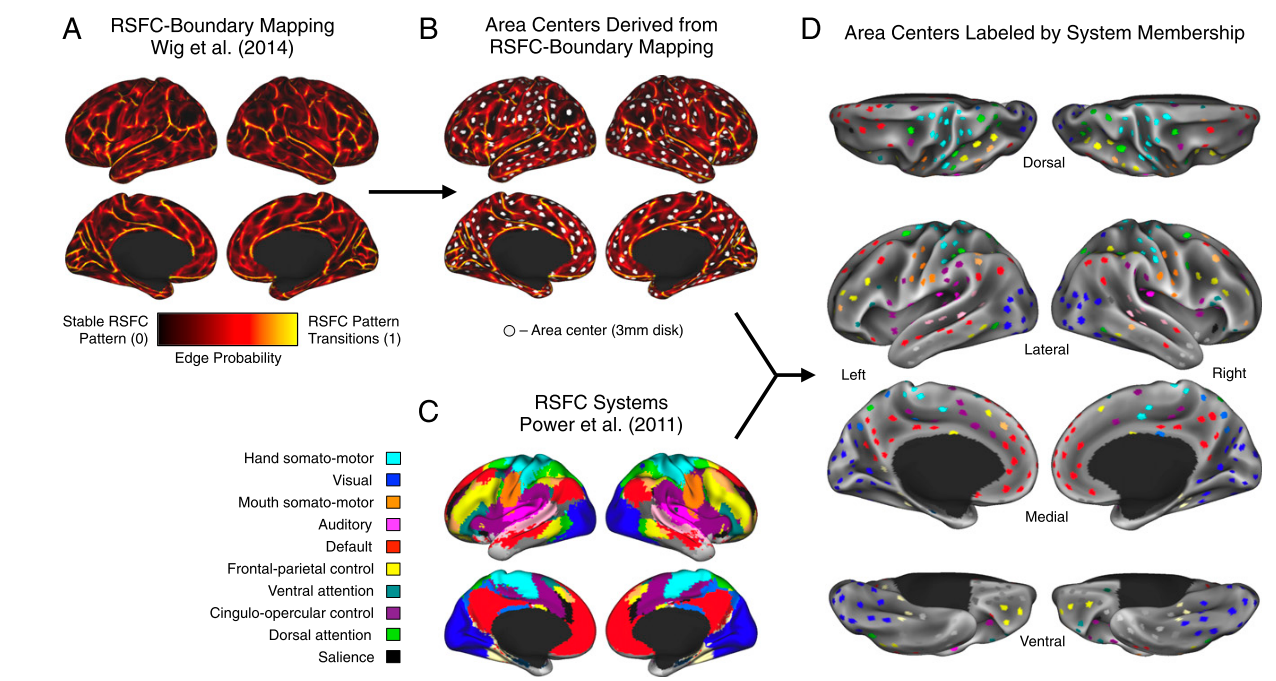 A
RSFC-Boundary Mapping
Wig et al. (2014)
B
Area Centers Derived from
RSFC-Boundary Mapping
D
Area Centers Labeled by System Membership
Stable RSFC
Pattern (0)
RSFC Pattern
Transitions (1)
Edge Probability
– Area center (3mm disk)
C
RSFC Systems
Power et al. (2011)
Hand somato-motor
Visual
Mouth somato-motor
Auditory
Default
Frontal-parietal control
Ventral attention
Cingulo-opercular control
Dorsal attention
Salience
Dorsal
Lateral
Left
Right
Medial
Ventral